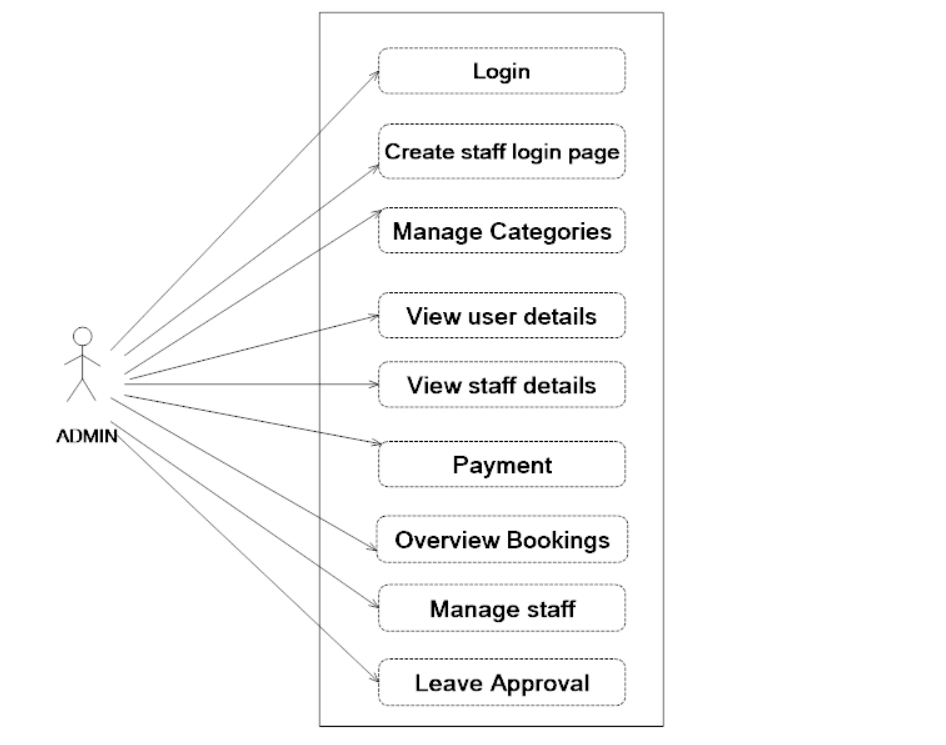 Login
Create staff login page
Manage Categories
View user details
View staff details
ADMIN
Payment
Overview Bookings
Manage staff
Leave Approval